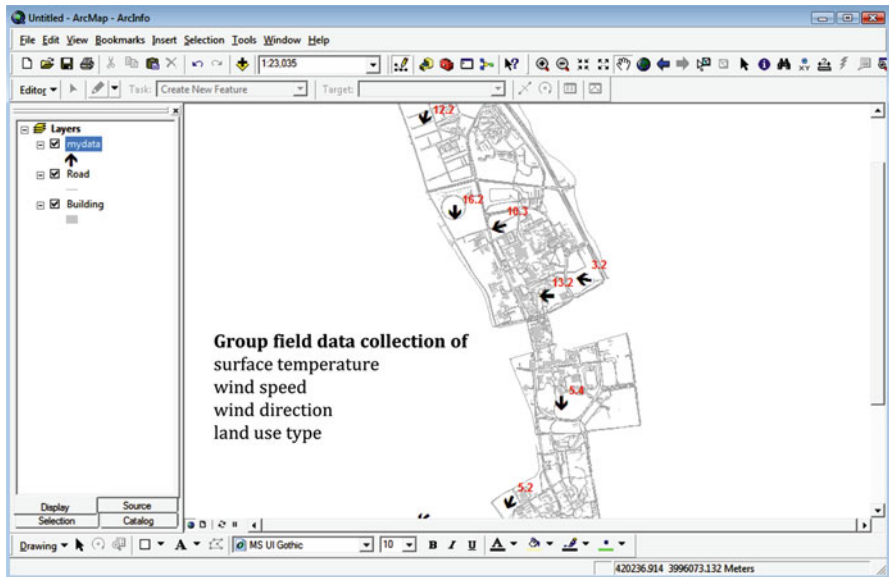 Untitled - ArcMap - ArcInfo
File Edit View Bookmarks Insert Selection Tools Window Help
1:23,035
Editor Task: Create New Feature Target:
Layers
mydata
Road
Building
12.2
16.2
10.3
3.2
13.2
Group field data collection of
surface temperature
wind speed
wind direction
land use type
5.4
5.2
Display Source
Selection Catalog
Drawing A MS UI Gothic 10 B I U A
420236.914 3996073.132 Meters